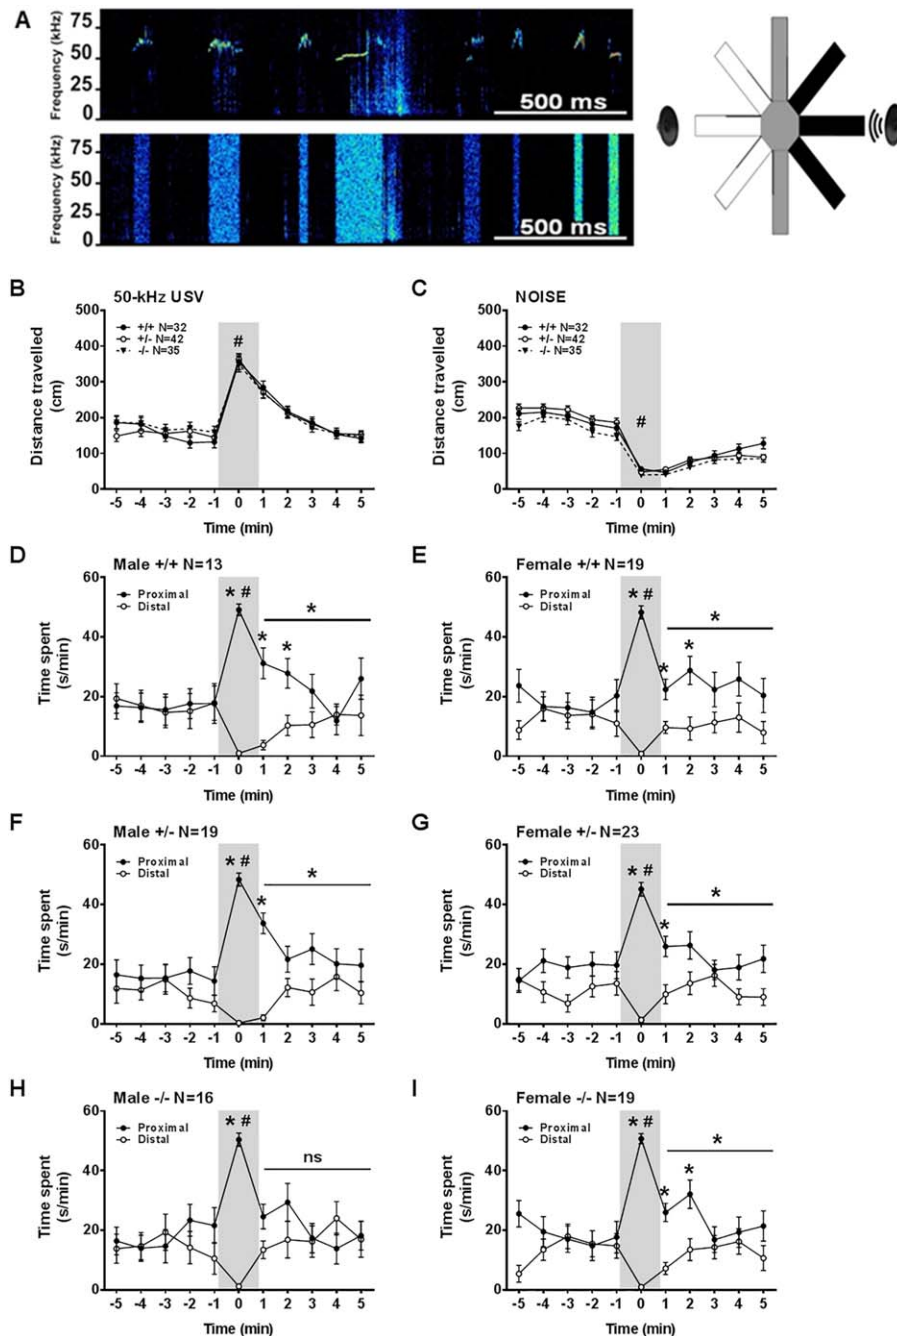 A
Frequency (kHz)
75
50
25
0
500 ms
Frequency (kHz)
75
50
25
0
500 ms
B
50-kHz USV
Distance travelled
(cm)
500
400
300
200
100
0
+/+ N=32
+/- N=42
-/- N=35
#
-5 -4 -3 -2 -1 0 1 2 3 4 5
Time (min)
C
NOISE
Distance travelled
(cm)
500
400
300
200
100
0
+/+ N=32
+/- N=42
-/- N=35
#
-5 -4 -3 -2 -1 0 1 2 3 4 5
Time (min)
D
Male +/+ N=13
Time spent
(s/min)
60
40
20
0
Proximal
Distal
* #
*
* *
-5 -4 -3 -2 -1 0 1 2 3 4 5
Time (min)
E
Female +/+ N=19
Time spent
(s/min)
60
40
20
0
Proximal
Distal
* #
*
* *
-5 -4 -3 -2 -1 0 1 2 3 4 5
Time (min)
F
Male +/- N=19
Time spent
(s/min)
60
40
20
0
Proximal
Distal
* #
*
*
-5 -4 -3 -2 -1 0 1 2 3 4 5
Time (min)
G
Female +/- N=23
Time spent
(s/min)
60
40
20
0
Proximal
Distal
* #
*
*
-5 -4 -3 -2 -1 0 1 2 3 4 5
Time (min)
H
Male -/- N=16
Time spent
(s/min)
60
40
20
0
Proximal
Distal
* #
ns
-5 -4 -3 -2 -1 0 1 2 3 4 5
Time (min)
I
Female -/- N=19
Time spent
(s/min)
60
40
20
0
Proximal
Distal
* #
*
* *
-5 -4 -3 -2 -1 0 1 2 3 4 5
Time (min)